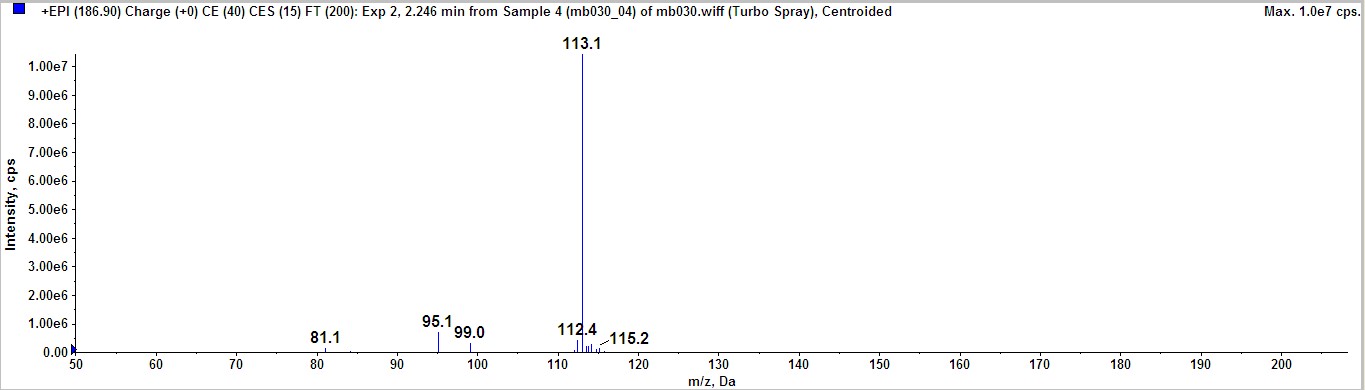 +EPI (186.90) Charge (+0) CE (40) CES (15) FT (200): Exp 2, 2.246 min from Sample 4 (mb030_04) of mb030.wiff (Turbo Spray), Centroided
Max. 1.0e7 cps.
113.1
1.00e7
9.00e6
8.00e6
7.00e6
6.00e6
5.00e6
4.00e6
3.00e6
2.00e6
1.00e6
0.00
Intensity, cps
81.1
95.1
99.0
112.4
115.2
50 60 70 80 90 100 110 120 130 140 150 160 170 180 190 200
m/z, Da